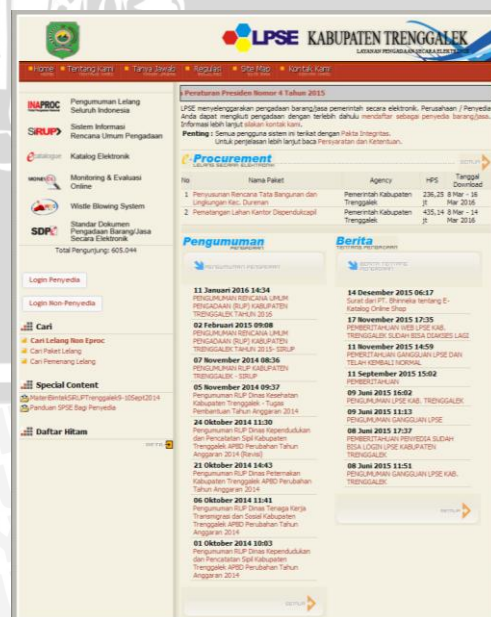 LPSE KABUPATEN TRENGGALEK
LAYANAN PENGADAAN SECARA ELEKTRONIK
Home Tentang Kami Tanya Jawab Regulasi Site Map Kontak Kami
Peraturan Presiden Nomor 4 Tahun 2015
INAPROC Pengumuman Lelang
Seluruh Indonesia
SiRUP Sistem Informasi
Rencana Umum Pengadaan
e-catalogue Katalog Elektronik
MONEV Monitoring & Evaluasi
Online
Wistle Blowing System
SDP Standar Dokumen
Pengadaan Barang/Jasa
Secara Elektronik
Total Pengunjung: 605.044
Login Penyedia
Login Non-Penyedia
Cari
Cari Lelang Non Eproc
Cari Paket Lelang
Cari Pemenang Lelang
Special Content
MaterBimtekSiRUPTrenggalek9-10Sept2014
Panduan SPSE Bagi Penyedia
Daftar Hitam
LPSE menyelenggarakan pengadaan barang/jasa pemerintah secara elektronik. Perusahaan / Penyedia
Anda dapat mengikuti pengadaan dengan terlebih dahulu mendaftar sebagai penyedia barang/jasa.
Informasi lebih lanjut silakan kontak kami.
Penting : Semua pengguna sistem ini terikat dengan Pakta Integritas.
Untuk penjelasan lebih lanjut baca Persyaratan dan Ketentuan.
e-Procurement
LELANG SECARA ELEKTRONIK
No Nama Paket Agency HPS Tanggal
Download
1 Penyusunan Rencana Tata Bangunan dan Pemerintah Kabupaten 236,25 8 Mar - 16
Lingkungan Kec. Durenan Trenggalek jt Mar 2016
2 Pematangan Lahan Kantor Dispendukcapil Pemerintah Kabupaten 435,14 8 Mar - 14
Trenggalek jt Mar 2016
Pengumuman
PENGADAAN
PENGUMUMAN PENGADAAN
11 Januari 2016 14:34
PENGUMUMAN RENCANA UMUM
PENGADAAN (RUP) KABUPATEN
TRENGGALEK TAHUN 2016
02 Februari 2015 09:08
PENGUMUMAN RENCANA UMUM
PENGADAAN (RUP) KABUPATEN
TRENGGALEK TAHUN 2015- SIRUP
07 November 2014 08:36
PENGUMUMAN RUP KABUPATEN
TRENGGALEK - SIRUP
05 November 2014 09:37
Pengumuman RUP Dinas Kesehatan
Kabupaten Trenggalek - Tugas
Pembantuan Tahun Anggaran 2014
24 Oktober 2014 11:30
Pengumuman RUP Dinas Kependudukan
dan Pencatatan Sipil Kabupaten
Trenggalek APBD Perubahan Tahun
Anggaran 2014 (Revisi)
21 Oktober 2014 14:43
Pengumuman RUP Dinas Peternakan
Kabupaten Trenggalek APBD Perubahan
Tahun Anggaran 2014
06 Oktober 2014 11:41
Pengumuman RUP Dinas Tenaga Kerja
Transmigrasi dan Sosial Kabupaten
Trenggalek APBD Perubahan Tahun
Anggaran 2014
01 Oktober 2014 10:03
Pengumuman RUP Dinas Kependudukan
dan Pencatatan Sipil Kabupaten
Trenggalek APBD Perubahan Tahun
Anggaran 2014
Berita
TENTANG PENGADAAN
BERITA TENTANG
PENGADAAN
14 Desember 2015 06:17
Surat dari PT. Bhinneka tentang E-
Katalog Online Shop
17 November 2015 17:35
PEMBERITAHUAN WEB LPSE KAB.
TRENGGALEK SUDAH BISA DIAKSES LAGI
11 November 2015 14:59
PEMERITAHUAN GANGGUAN LPSE DAN
TELAH KEMBALI NORMAL
11 September 2015 15:02
PEMBERITAHUAN
09 Juni 2015 16:02
PENGUMUMAN LPSE KAB. TRENGGALEK
09 Juni 2015 11:13
PENGUMUMAN GANGGUAN LPSE
08 Juni 2015 17:37
PEMBERITAHUAN PENYEDIA SUDAH
BISA LOGIN LPSE KABUPATEN
TRENGGALEK
08 Juni 2015 11:51
PENGUMUMAN GANGGUAN LPSE KAB.
TRENGGALEK